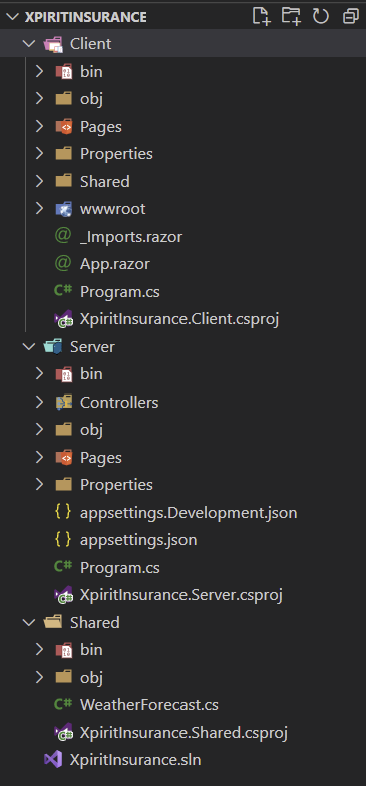 XPIRITINSURANCE
Client
bin
obj
Pages
Properties
Shared
wwwroot
@ _Imports.razor
@ App.razor
C# Program.cs
XpiritInsurance.Client.csproj
Server
bin
Controllers
obj
Pages
Properties
{ } appsettings.Development.json
{ } appsettings.json
C# Program.cs
XpiritInsurance.Server.csproj
Shared
bin
obj
C# WeatherForecast.cs
XpiritInsurance.Shared.csproj
XpiritInsurance.sln